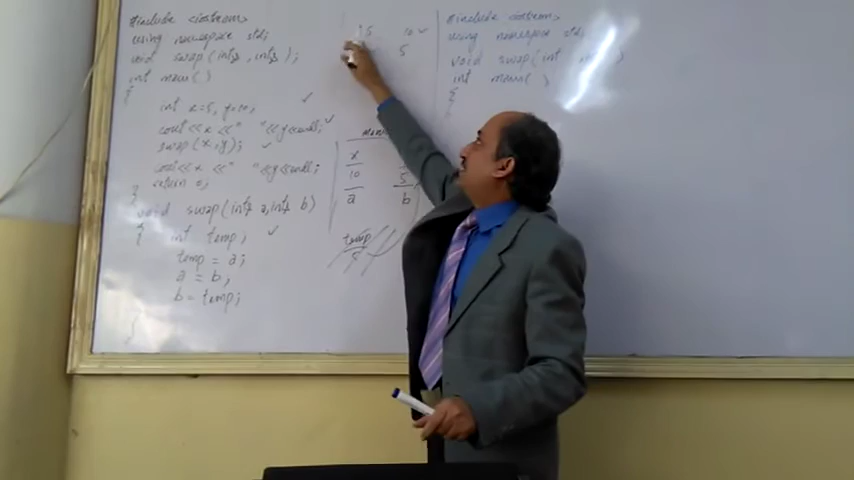 #include <iostream>
using namespace std;
void swap(int&, int&);
int main()
{
int x=5, y=10;
cout<<x<<" "<<y<<endl;
swap(x,y);
cout<<x<<" "<<y<<endl;
return 0;
}
void swap(int& a, int& b)
{
int temp;
temp = a;
a = b;
b = temp;
}
5 10
5
x
10 5
a b
temp
5
#include <iostream>
using namespace std;
void swap(int
int main()
{